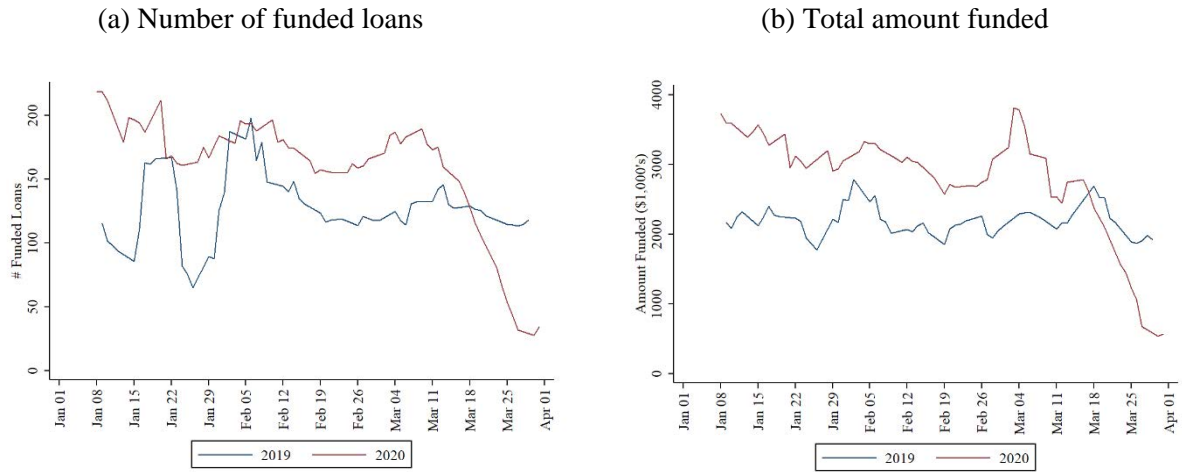 (a) Number of funded loans
(b) Total amount funded
# Funded Loans
200
150
100
50
0
Jan 01
Jan 08
Jan 15
Jan 22
Jan 29
Feb 05
Feb 12
Feb 19
Feb 26
Mar 04
Mar 11
Mar 18
Mar 25
Apr 01
2019
2020
Amount Funded ($1,000's)
4000
3000
2000
1000
0
Jan 01
Jan 08
Jan 15
Jan 22
Jan 29
Feb 05
Feb 12
Feb 19
Feb 26
Mar 04
Mar 11
Mar 18
Mar 25
Apr 01
2019
2020